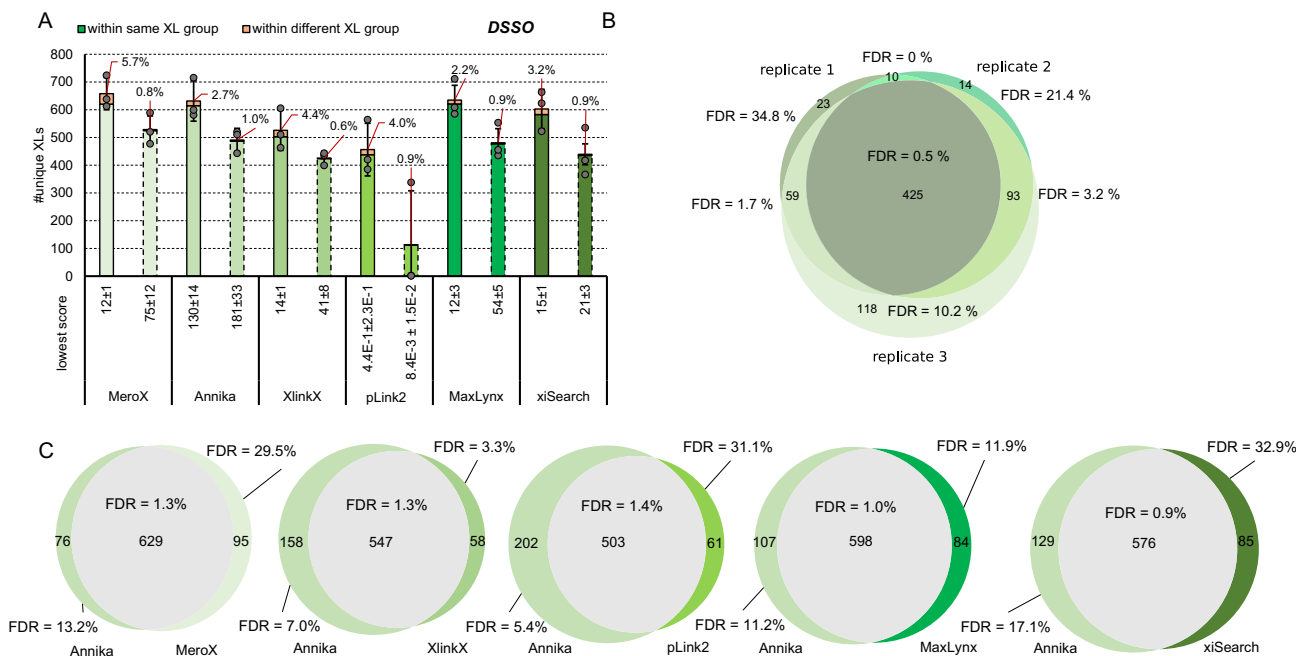 A
within same XL group
within different XL group
DSSO
#unique XLs
800
700
600
500
400
300
200
100
0
5.7%
0.8%
2.7%
1.0%
4.4%
0.6%
4.0%
0.9%
2.2%
0.9%
3.2%
0.9%
lowest score
12±1
75±12
130±14
181±33
14±1
41±8
4.4E-1±2.3E-1
8.4E-3 ± 1.5E-2
12±3
54±5
15±1
21±3
MeroX
Annika
XlinkX
pLink2
MaxLynx
xiSearch
B
FDR = 0 %
replicate 1
10
replicate 2
14
23
FDR = 21.4 %
FDR = 34.8 %
FDR = 0.5 %
59
425
93
FDR = 3.2 %
FDR = 1.7 %
118
FDR = 10.2 %
replicate 3
C
FDR = 29.5%
FDR = 1.3%
76
629
95
FDR = 13.2%
Annika
MeroX
FDR = 3.3%
FDR = 1.3%
158
547
58
FDR = 7.0%
Annika
XlinkX
FDR = 31.1%
FDR = 1.4%
202
503
61
FDR = 5.4%
Annika
pLink2
FDR = 11.9%
FDR = 1.0%
107
598
84
FDR = 11.2%
Annika
MaxLynx
FDR = 32.9%
FDR = 0.9%
129
576
85
FDR = 17.1%
Annika
xiSearch